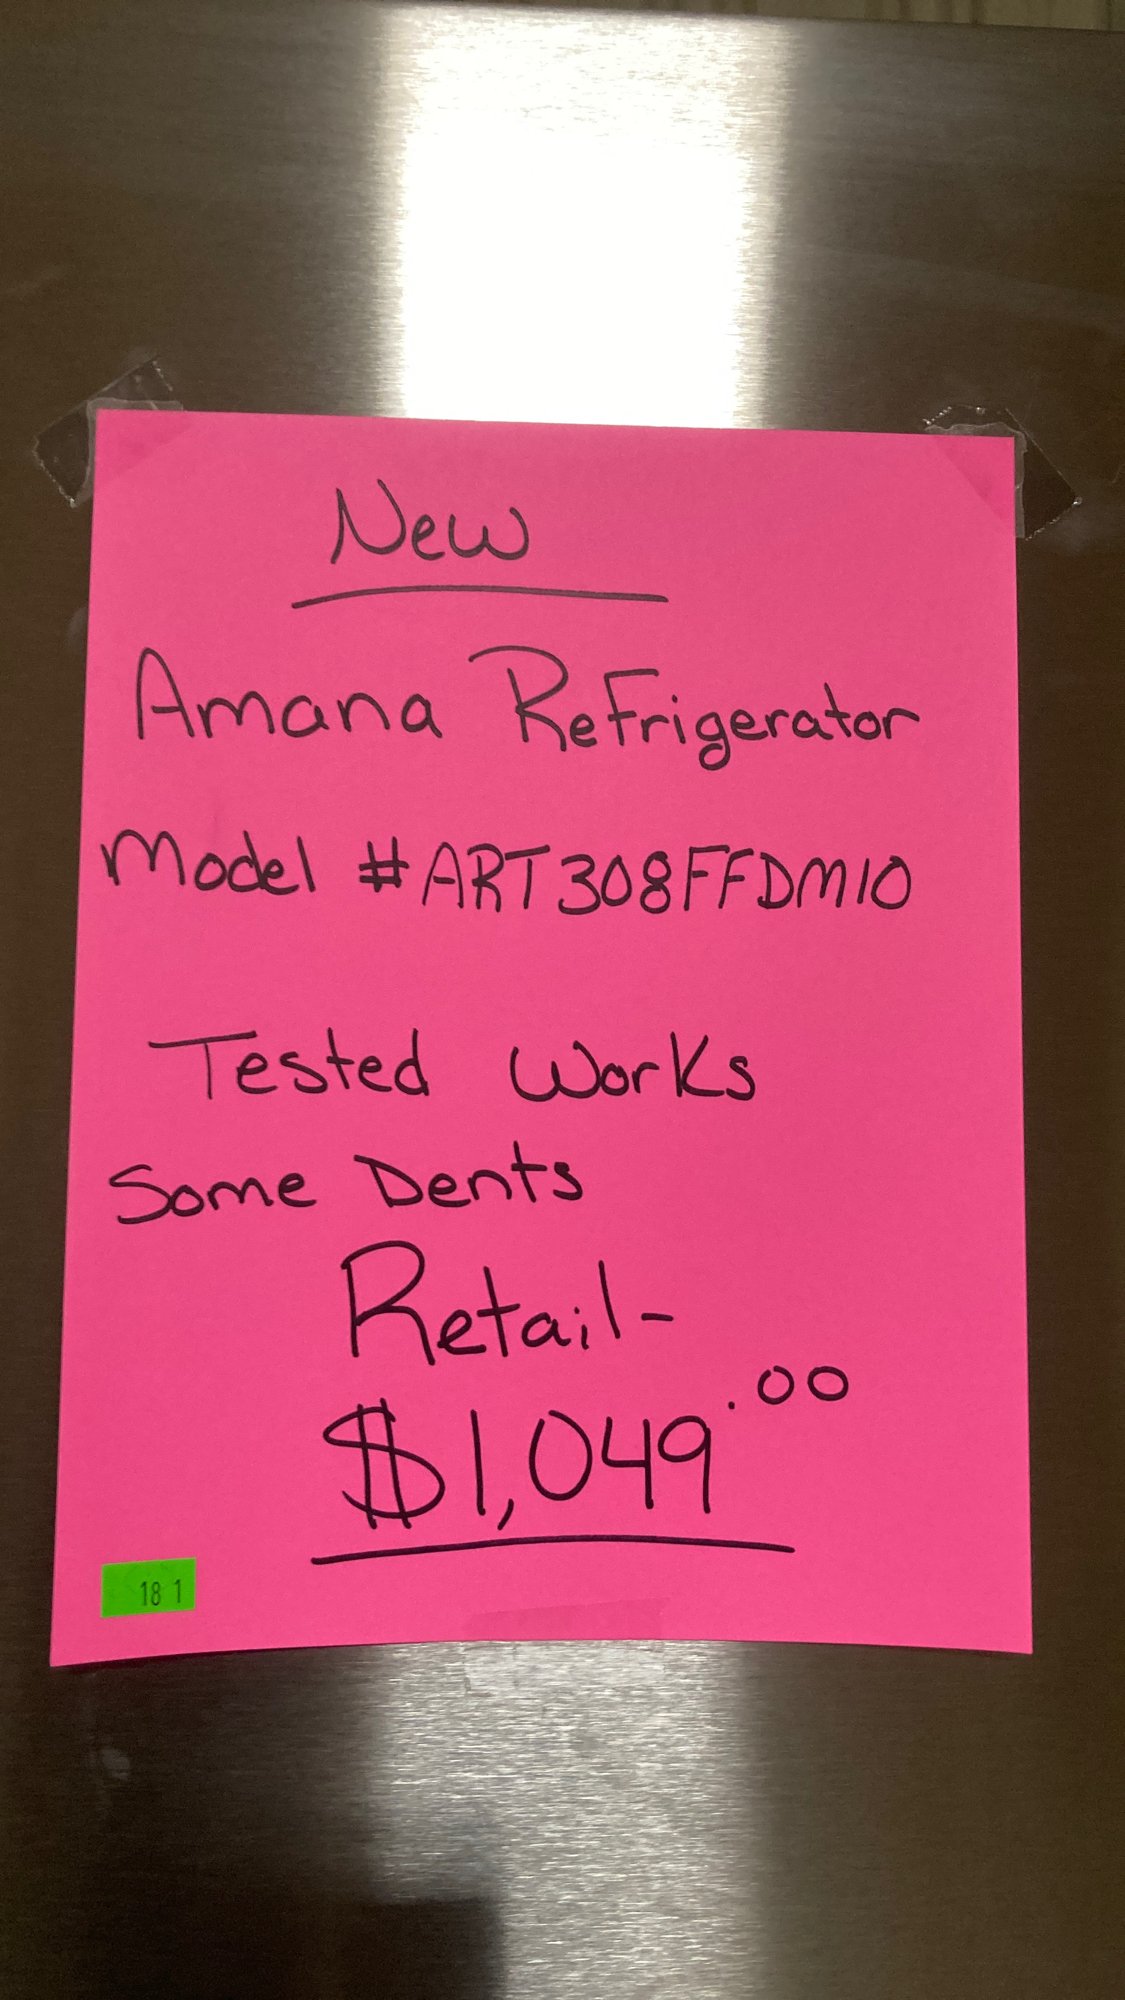 New
Amana Refrigerator
Model #ART308FFDM10
Tested Works
Some Dents
Retail-
$1,049.00
18 1